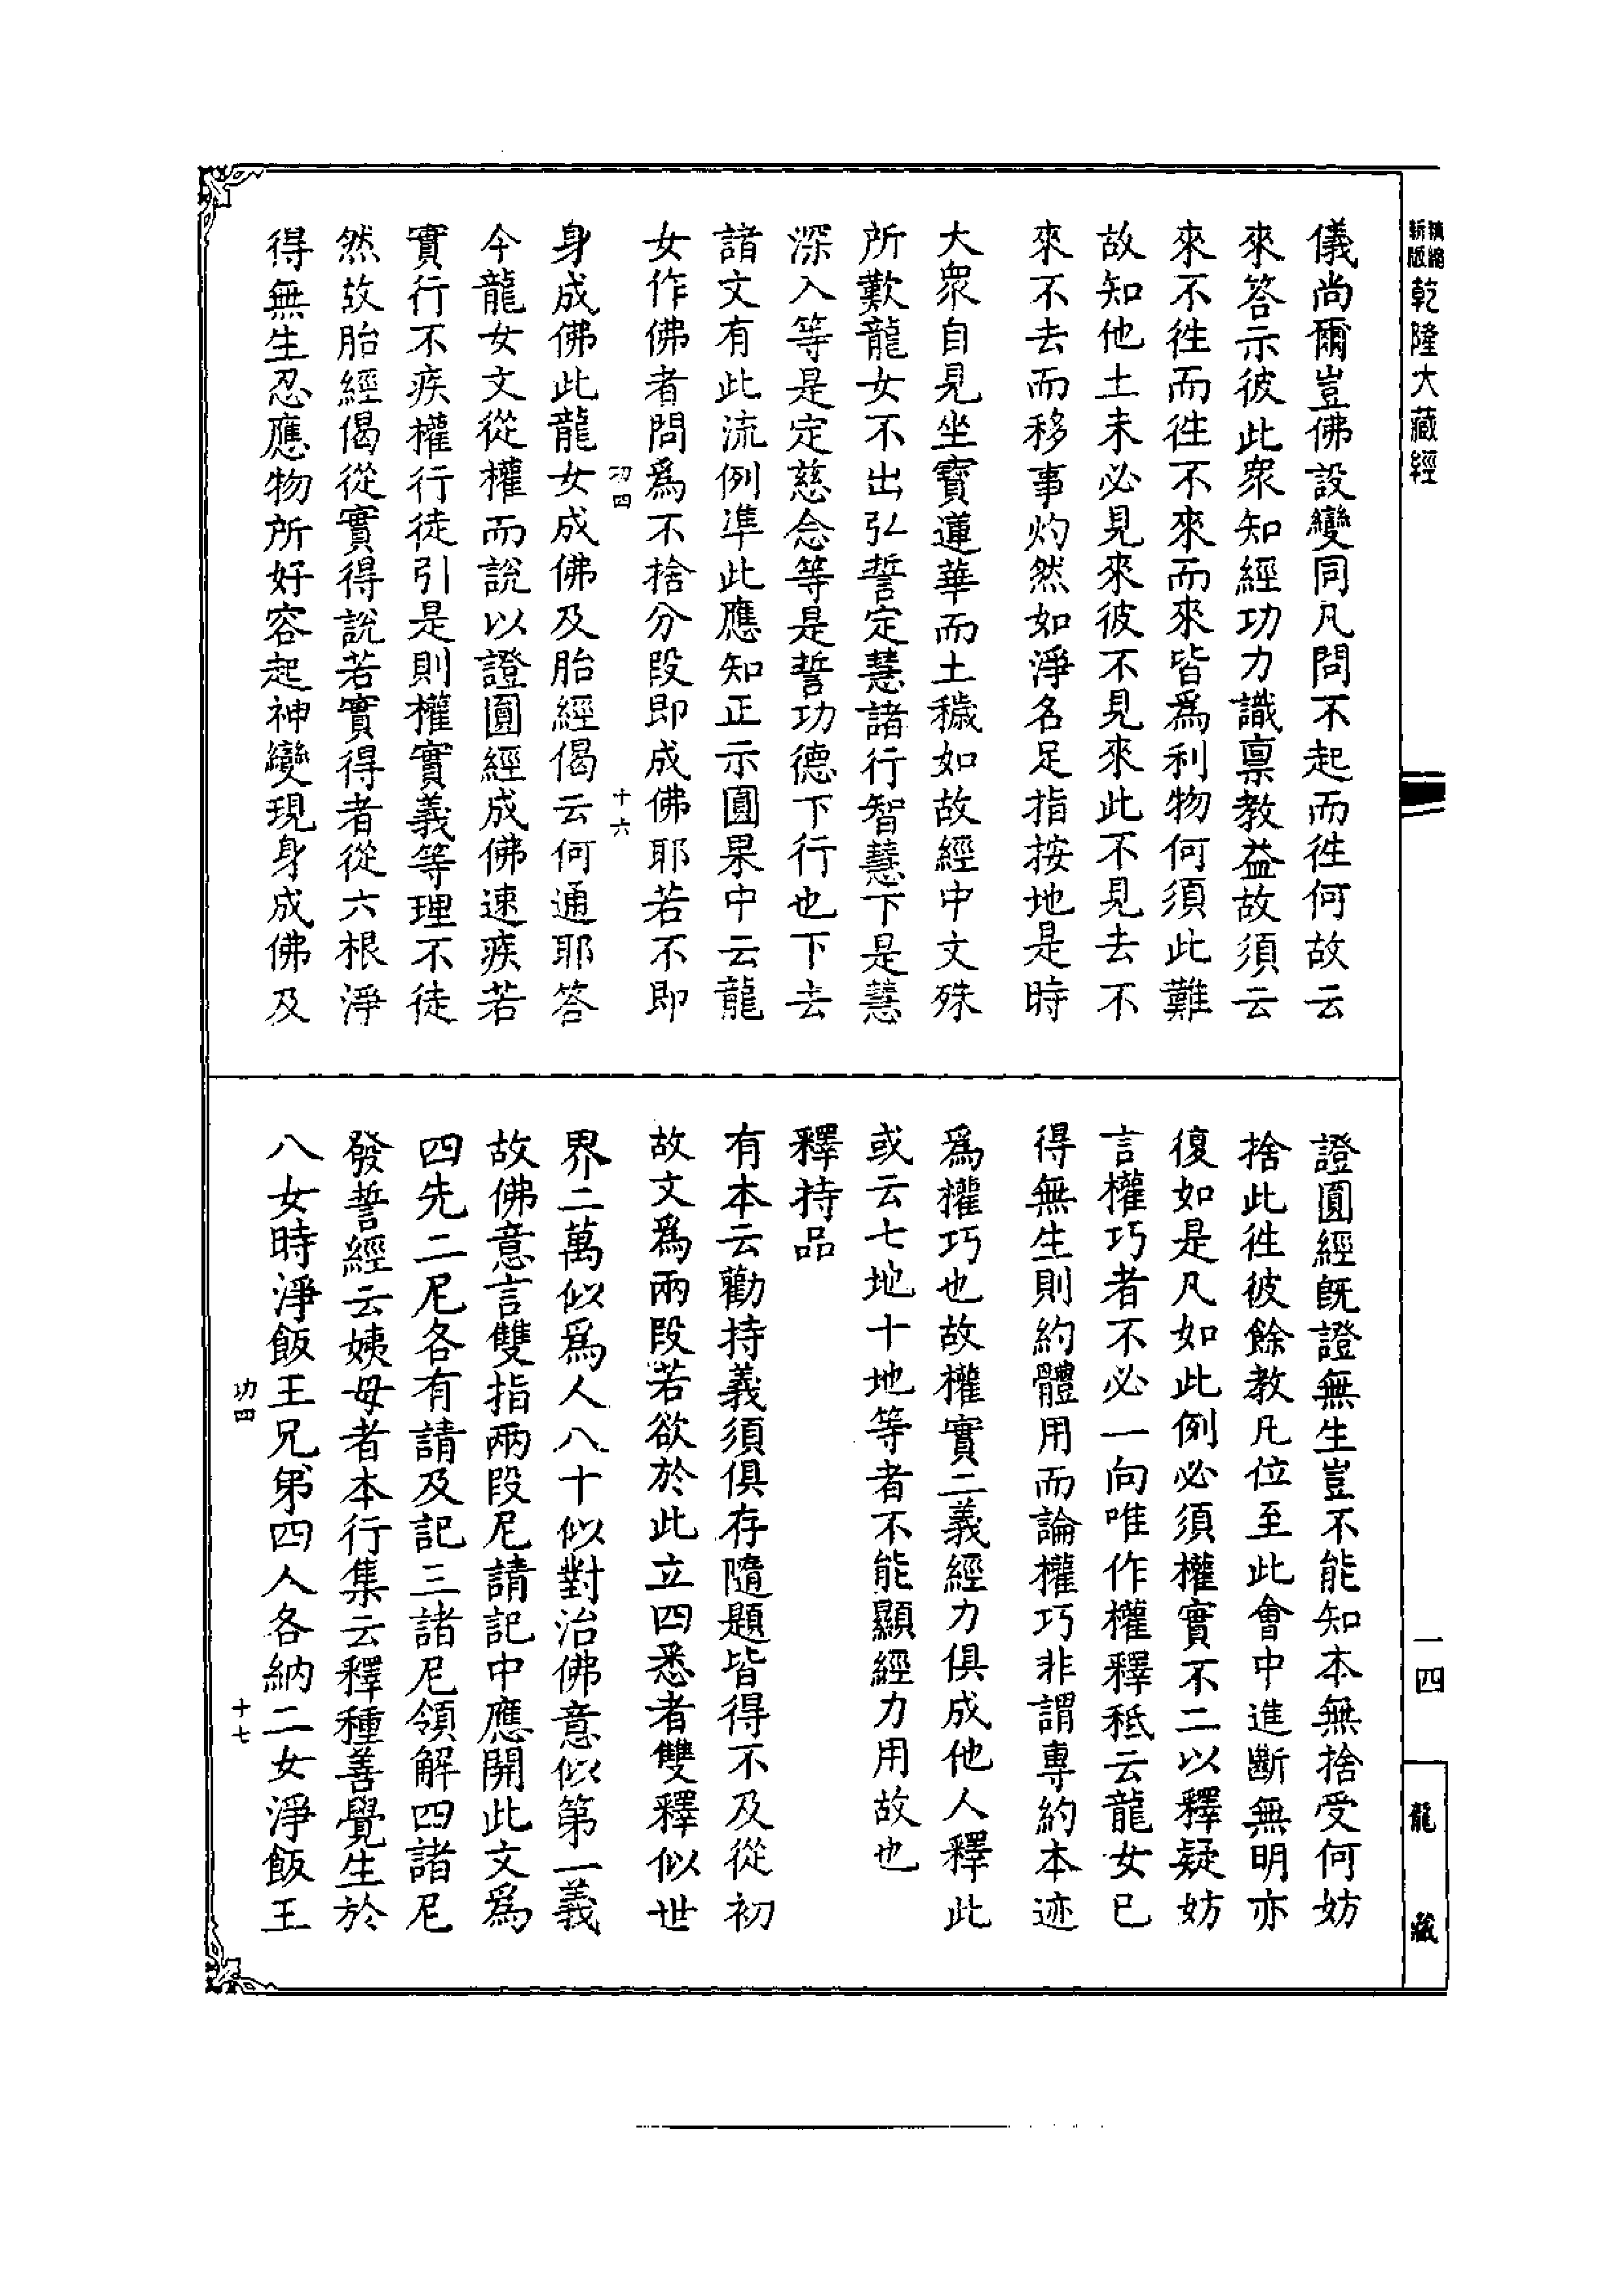 新版縮本乾隆大藏經
儀尚爾豈佛設變同凡問不起而徃何故云
來答示彼此衆知經功力識禀教益故須云
來不徃而徃不來而來皆爲利物何須此難
故知他土未必見來彼不見來此不見去不
來不去而移事灼然如淨名足指按地是時
大衆自見坐寶蓮華而土穢如故經中文殊
所歎龍女不出弘誓定慧諸行智慧下是慧
深入等是定慈念等是誓功德下行也下去
諸文有此流例準此應知正示圓果中云龍
女作佛者問爲不捨分段即成佛耶若不即
功四
十六
身成佛此龍女成佛及胎經偈云何通耶答
今龍女文從權而說以證圓經成佛速疾若
實行不疾權行徒引是則權實義等理不徒
然故胎經偈從實得說若實得者從六根淨
得無生忍應物所好容起神變現身成佛及
證圓經旣證無生豈不能知本無捨受何妨
捨此徃彼餘教凡位至此會中進斷無明亦
復如是凡如此例必須權實不二以釋疑妨
言權巧者不必一向唯作權釋秖云龍女已
得無生則約體用而論權巧非謂專約本迹
爲權巧也故權實二義經力俱成他人釋此
或云七地十地等者不能顯經力用故也
釋持品
有本云勸持義須俱存隨題皆得不及從初
故文爲兩段若欲於此立四悉者雙釋似世
界二萬似爲人八十似對治佛意似第一義
故佛意言雙指兩段尼請記中應開此文爲
四先二尼各有請及記三諸尼領解四諸尼
發誓經云姨母者本行集云釋種善覺生於
八女時淨飯王兄弟四人各納二女淨飯王
功四
十七
一四
龍藏